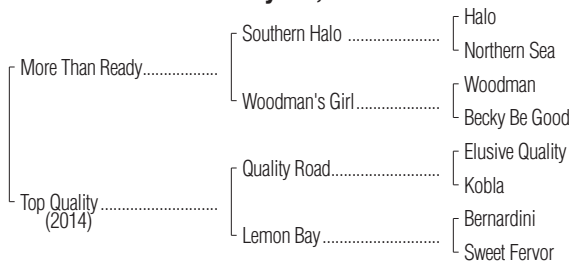 Halo
Southern Halo
Northern Sea
More Than Ready
Woodman
Woodman's Girl
Becky Be Good
Elusive Quality
Quality Road
Kobla
Top Quality
(2014)
Bernardini
Lemon Bay
Sweet Fervor